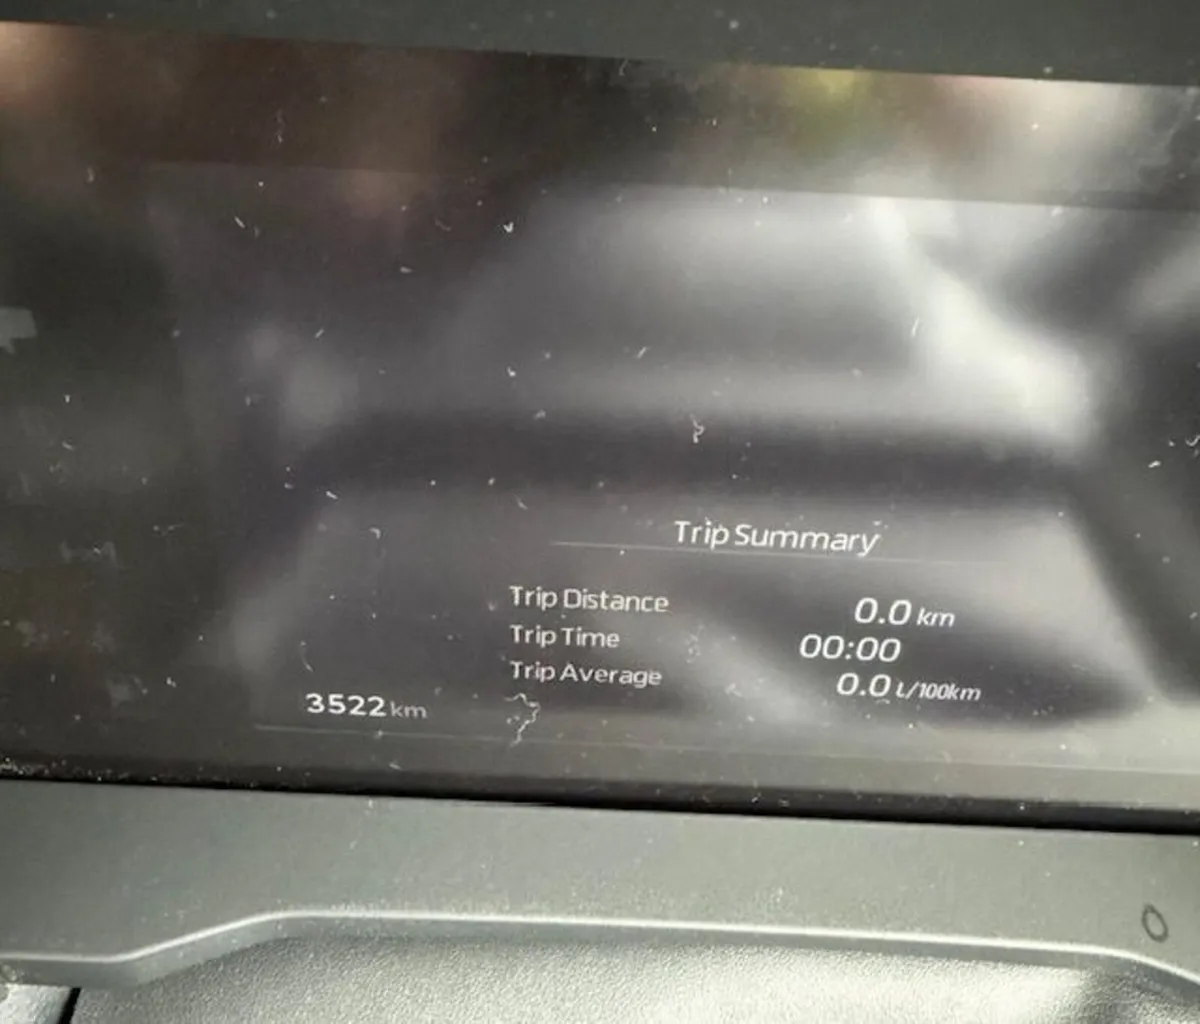 Trip Summary
Trip Distance 0.0 km
Trip Time 00:00
Trip Average 0.0 L/100km
3522 km